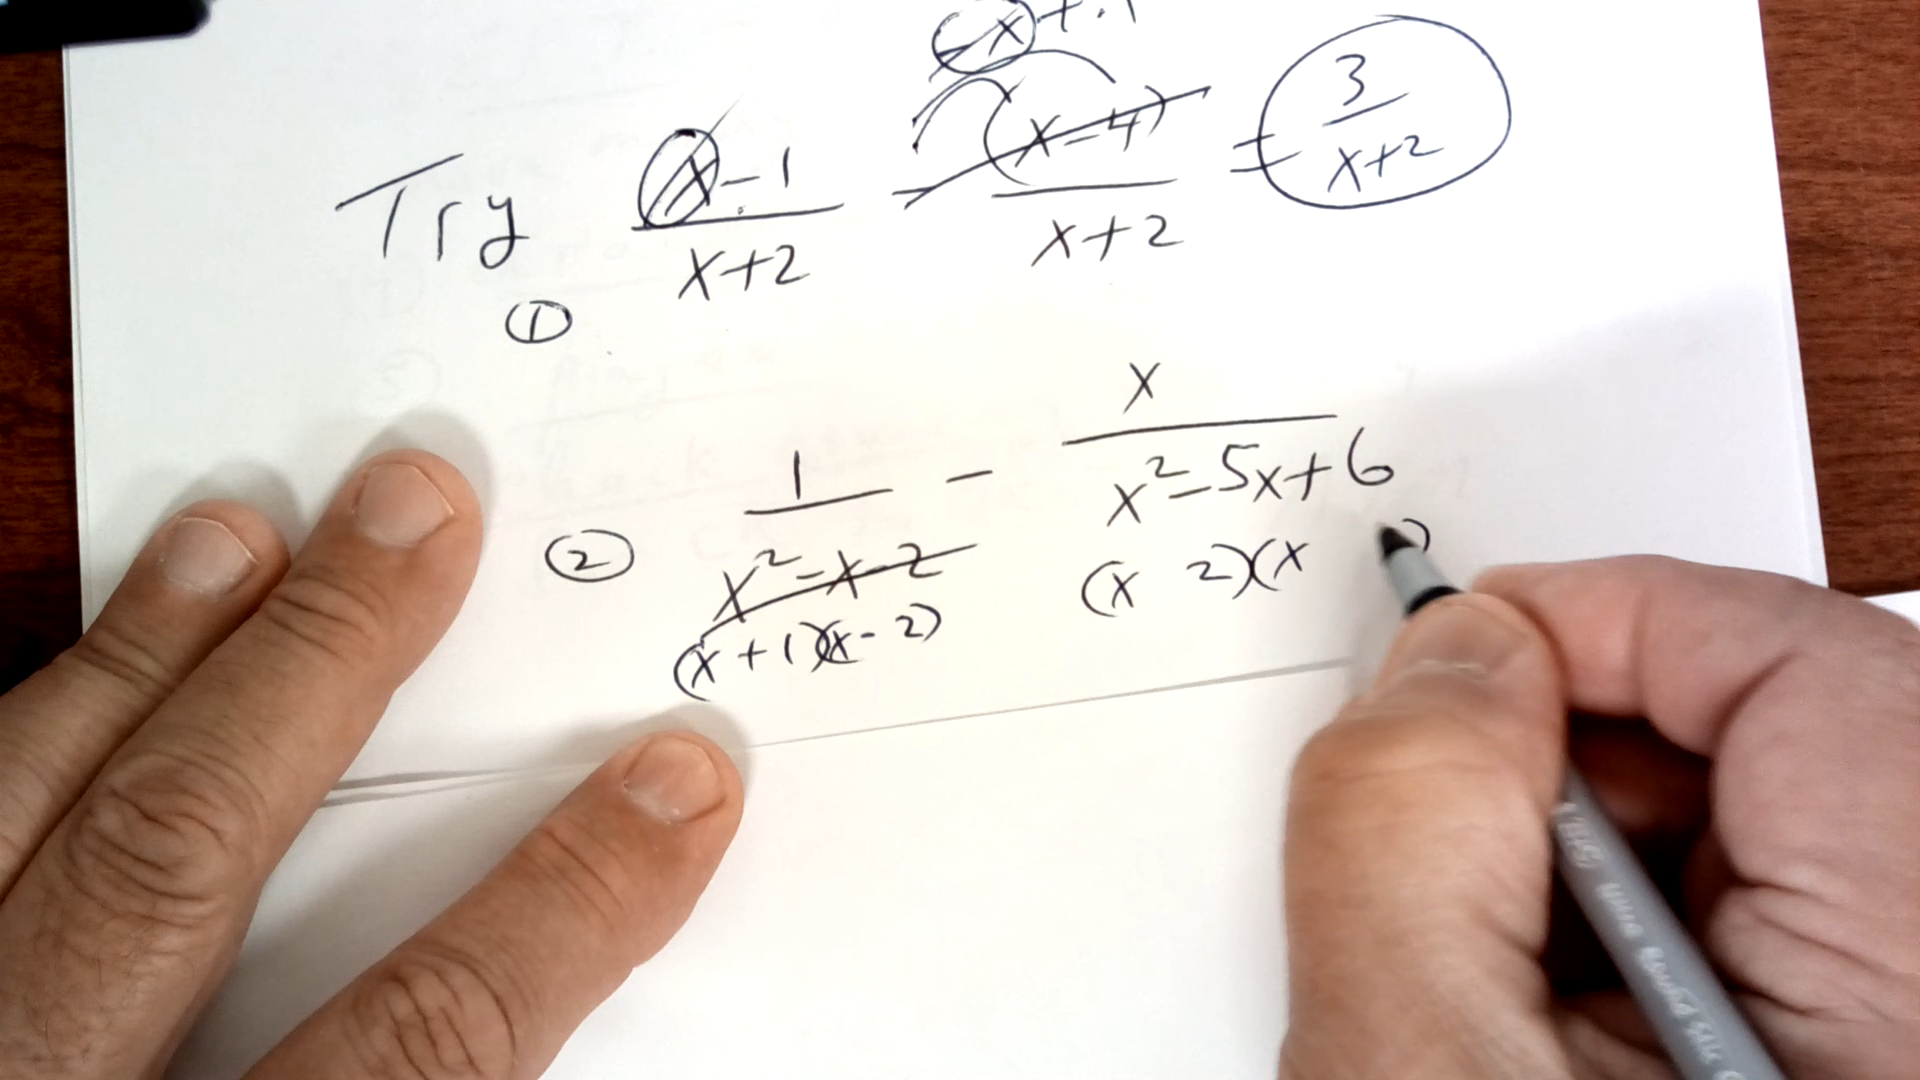 -x+
Try x-1 - (x-4) = 3
x+2 x+2 x+2
①
x
1 - x²-5x+6
② x²-x-2 (x 2)(x )
(x+1)(x-2)